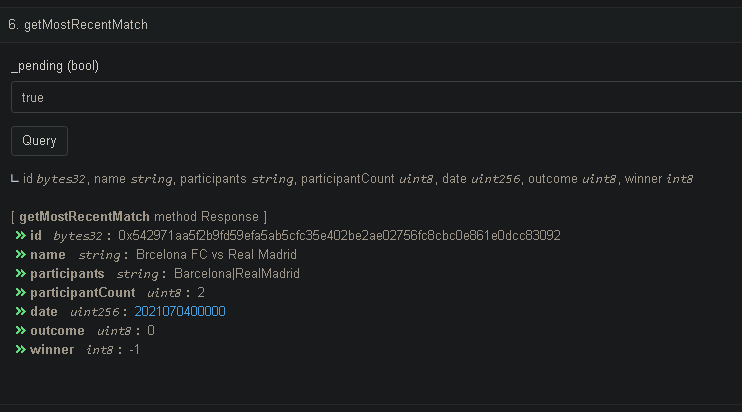 6. getMostRecentMatch
_pending (bool)
true
Query
id bytes32, name string, participants string, participantCount uint8, date uint256, outcome uint8, winner int8
[ getMostRecentMatch method Response ]
>> id bytes32 : 0x542971aa5f2b9fd59efa5ab5cfc35e402be2ae02756fc8cbc0e861e0dcc83092
>> name string : Brcelona FC vs Real Madrid
>> participants string : Barcelona|RealMadrid
>> participantCount uint8 : 2
>> date uint256 : 2021070400000
>> outcome uint8 : 0
>> winner int8 : -1